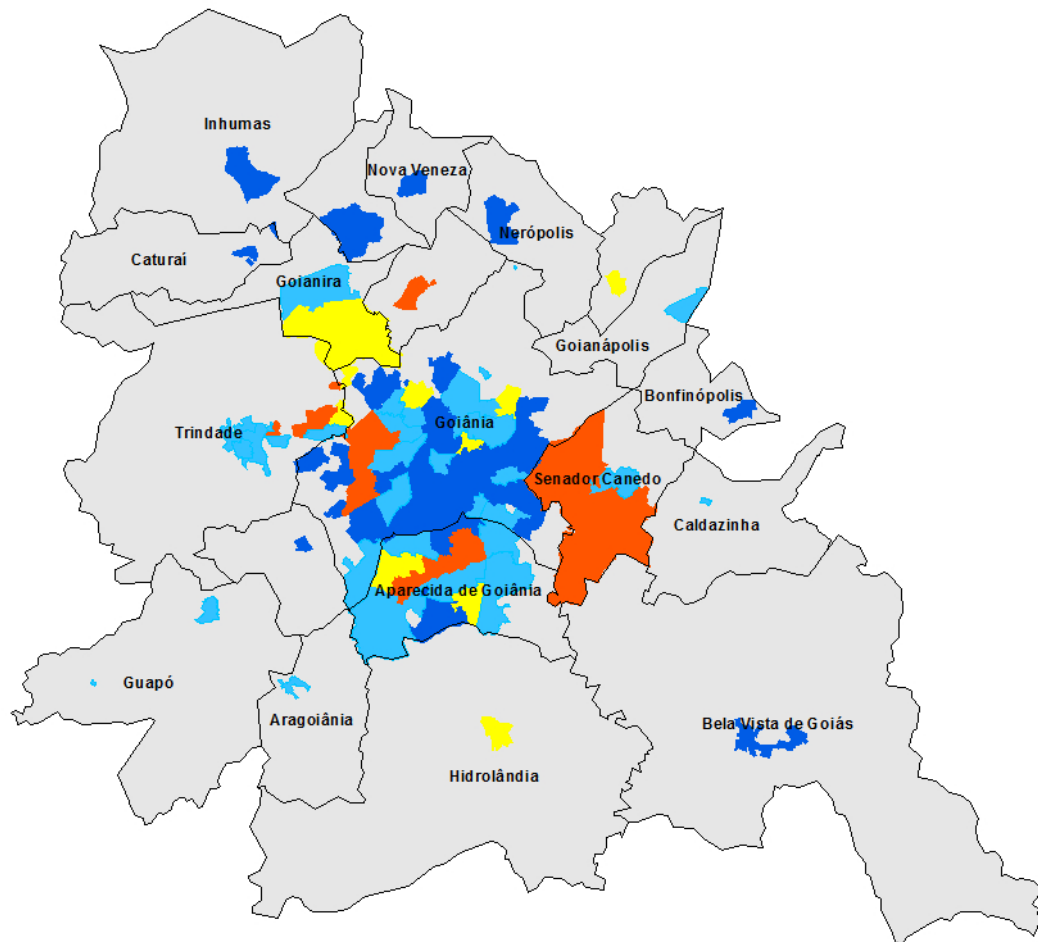 Inhumas
Nova Veneza
Nerópolis
Caturaí
Goianira
Goianápolis
Bonfinópolis
Goiânia
Trindade
Senador Canedo
Caldazinha
Aparecida de Goiânia
Guapó
Aragoiânia
Bela Vista de Goiás
Hidrolândia